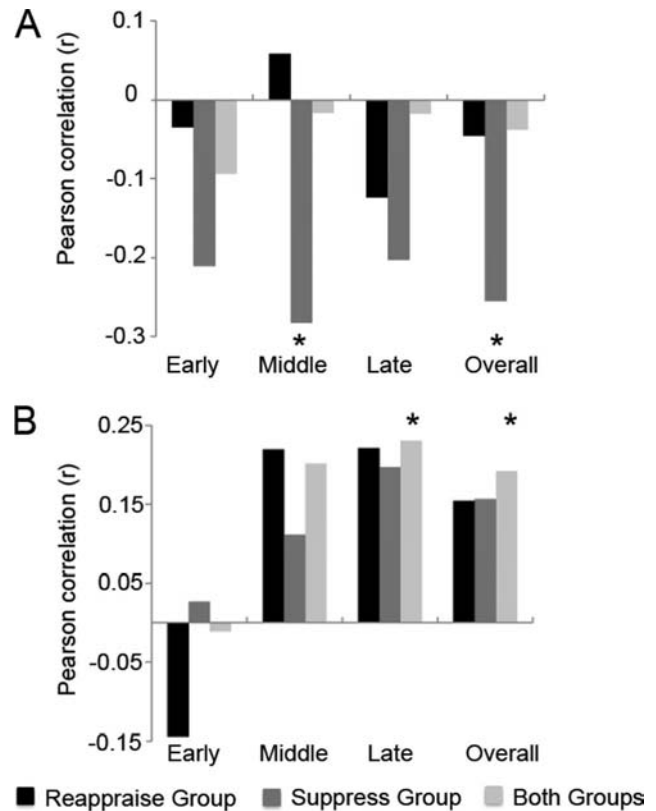 A
Pearson correlation (r)
0.1
0
-0.1
-0.2
-0.3
* *
Early Middle Late Overall
B
Pearson correlation (r)
0.25
0.15
0.05
-0.05
-0.15
* *
Early Middle Late Overall
Reappraise Group Suppress Group Both Groups